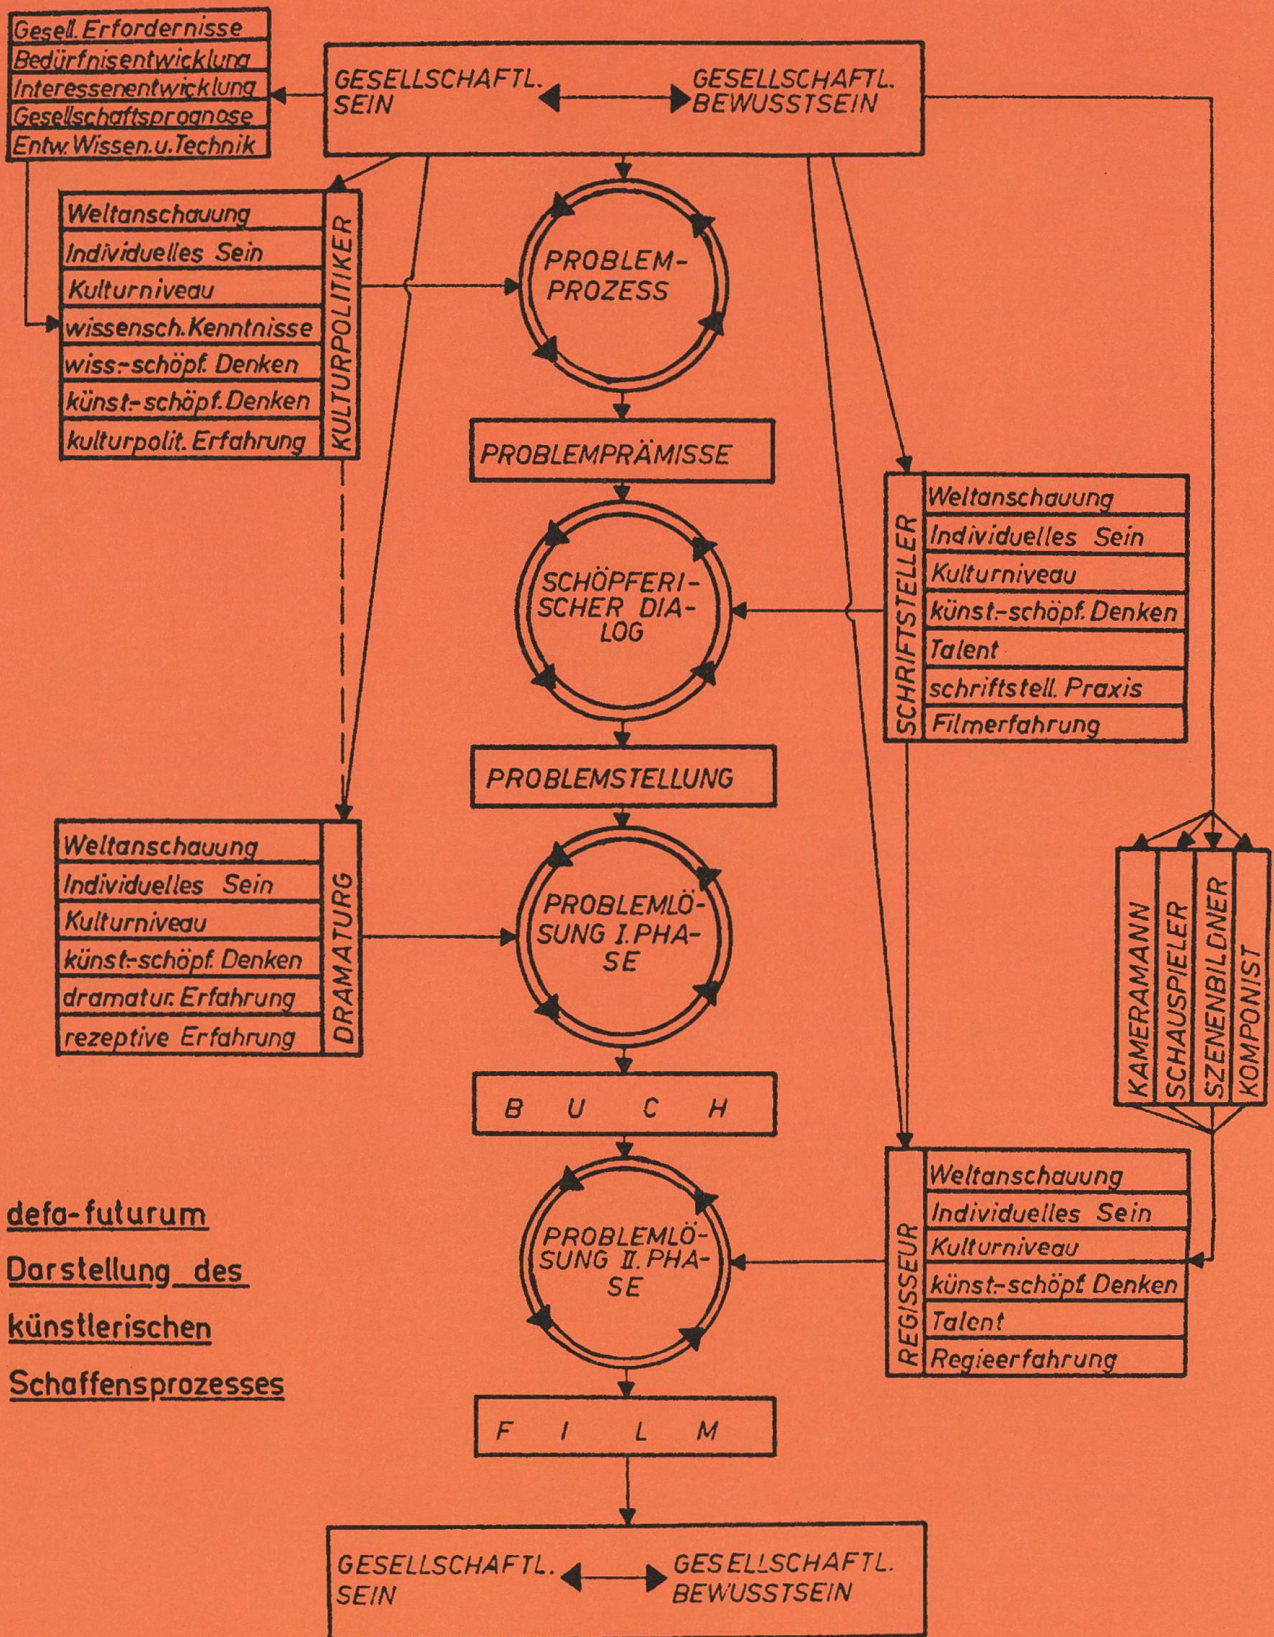 Gesell. Erfordernisse
Bedürfnisentwicklung
Interessenentwicklung
Gesellschaftsprognose
Entw. Wissen. u. Technik
GESELLSCHAFTL.
SEIN
GESELLSCHAFTL.
BEWUSSTSEIN
Weltanschauung
Individuelles Sein
Kulturniveau
wissensch. Kenntnisse
wiss.-schöpf. Denken
künst.-schöpf. Denken
kulturpolit. Erfahrung
KULTURPOLITIKER
PROBLEM-
PROZESS
PROBLEMPRÄMISSE
SCHÖPFERI-
SCHER DIA-
LOG
SCHRIFTSTELLER
Weltanschauung
Individuelles Sein
Kulturniveau
künst.-schöpf. Denken
Talent
schriftstell. Praxis
Filmerfahrung
PROBLEMSTELLUNG
Weltanschauung
Individuelles Sein
Kulturniveau
künst.-schöpf. Denken
dramatur. Erfahrung
rezeptive Erfahrung
DRAMATURG
PROBLEMLÖ-
SUNG I. PHA-
SE
KAMERAMANN
SCHAUSPIELER
SZENENBILDNER
KOMPONIST
B U C H
PROBLEMLÖ-
SUNG II. PHA-
SE
REGISSEUR
Weltanschauung
Individuelles Sein
Kulturniveau
künst.-schöpf. Denken
Talent
Regieerfahrung
defa-futurum
Darstellung des
künstlerischen
Schaffensprozesses
F I L M
GESELLSCHAFTL.
SEIN
GESELLSCHAFTL.
BEWUSSTSEIN